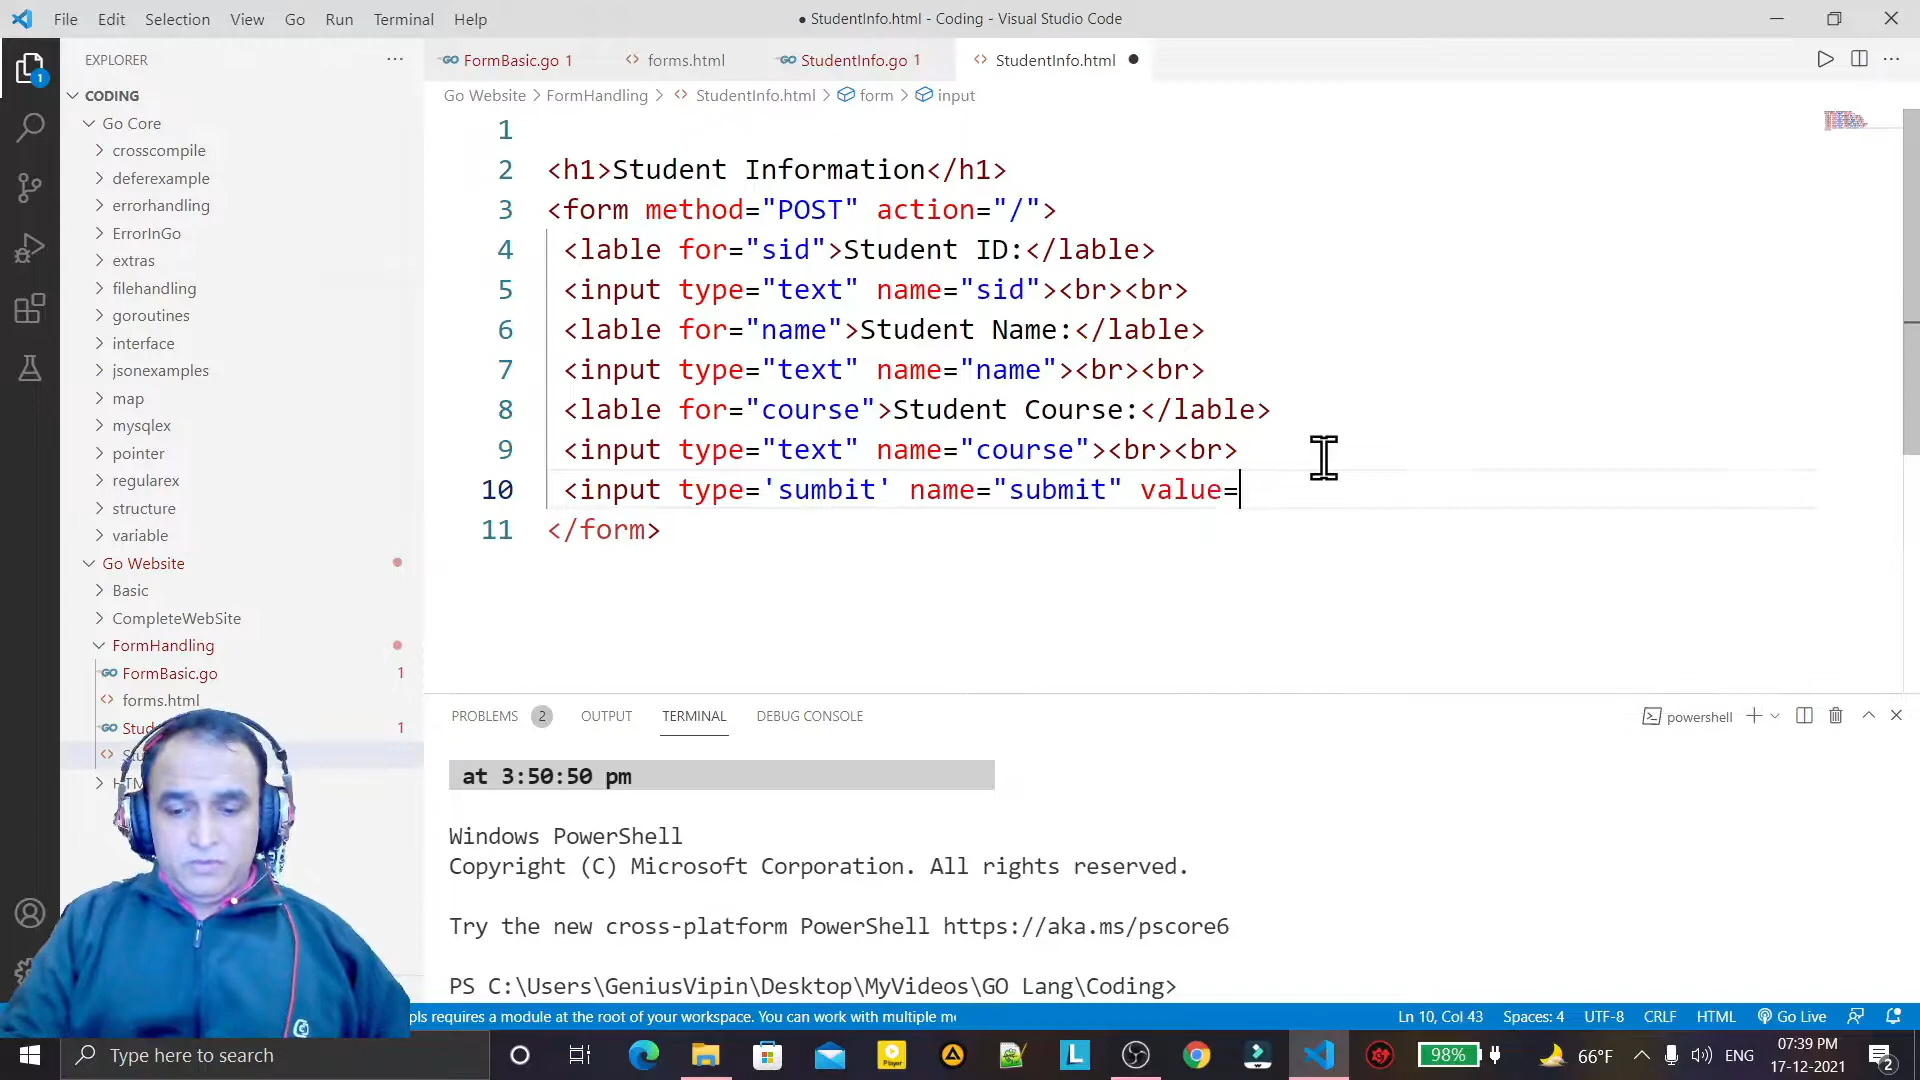 File Edit Selection View Go Run Terminal Help
● StudentInfo.html - Coding - Visual Studio Code
EXPLORER
FormBasic.go 1
forms.html
StudentInfo.go 1
StudentInfo.html
1
CODING
Go Website > FormHandling > StudentInfo.html > form > input
Go Core
crosscompile
deferexample
errorhandling
ErrorInGo
extras
filehandling
goroutines
interface
jsonexamples
map
mysqlex
pointer
regularex
structure
variable
Go Website
Basic
CompleteWebSite
FormHandling
FormBasic.go 1
forms.html
1
1
2 <h1>Student Information</h1>
3 <form method="POST" action="/">
4 <lable for="sid">Student ID:</lable>
5 <input type="text" name="sid"><br><br>
6 <lable for="name">Student Name:</lable>
7 <input type="text" name="name"><br><br>
8 <lable for="course">Student Course:</lable>
9 <input type="text" name="course"><br><br>
10 <input type='sumbit' name="submit" value=
11 </form>
PROBLEMS 2 OUTPUT TERMINAL DEBUG CONSOLE
powershell
at 3:50:50 pm
Windows PowerShell
Copyright (C) Microsoft Corporation. All rights reserved.
Try the new cross-platform PowerShell https://aka.ms/pscore6
PS C:\Users\GeniusVipin\Desktop\MyVideos\GO Lang\Coding>
requires a module at the root of your workspace. You can work with multiple
Ln 10, Col 43 Spaces: 4 UTF-8 CRLF HTML Go Live
Type here to search
98%
66°F
ENG
07:39 PM
17-12-2021
2